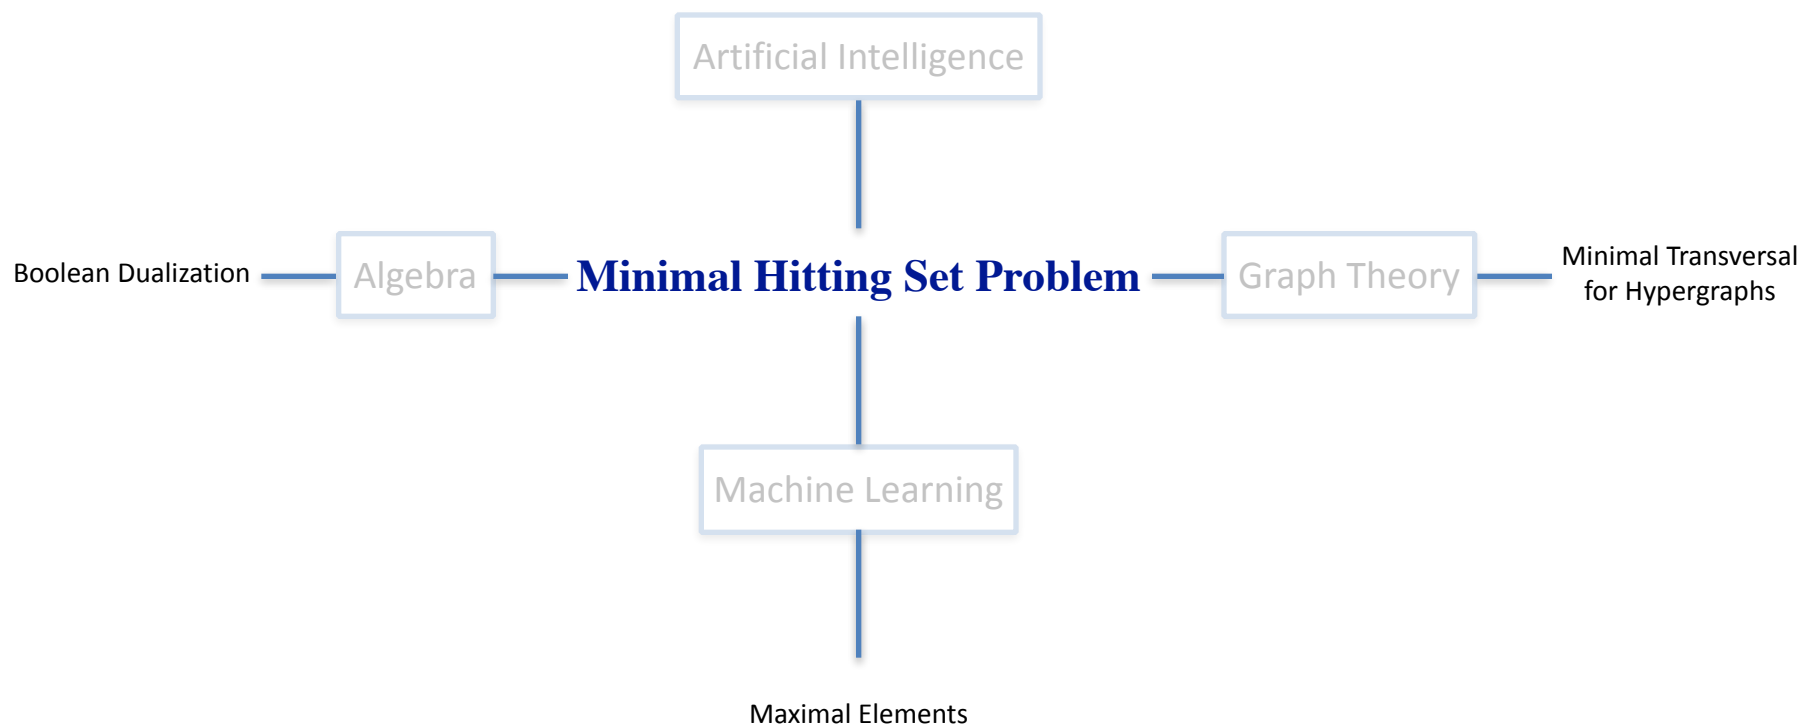 Artificial Intelligence
Boolean Dualization
Algebra
Minimal Hitting Set Problem
Graph Theory
Minimal Transversal
for Hypergraphs
Machine Learning
Maximal Elements